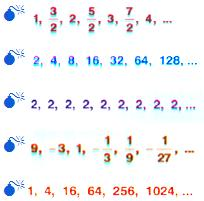 1, 3/2, 2, 5/2, 3, 7/2, 4, ...
2, 4, 8, 16, 32, 64, 128, ...
2, 2, 2, 2, 2, 2, 2, 2, 2, ...
9, -3, 1, -1/3, 1/9, -1/27, ...
1, 4, 16, 64, 256, 1024, ...